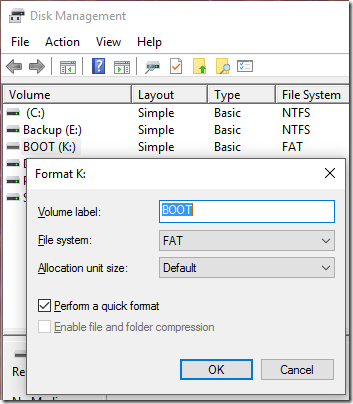 Disk Management
File Action View Help
Volume Layout Type File System
(C:) Simple Basic NTFS
Backup (E:) Simple Basic NTFS
BOOT (K:) Simple Basic FAT
Format K:
Volume label: BOOT
File system: FAT
Allocation unit size: Default
Perform a quick format
Enable file and folder compression
OK Cancel